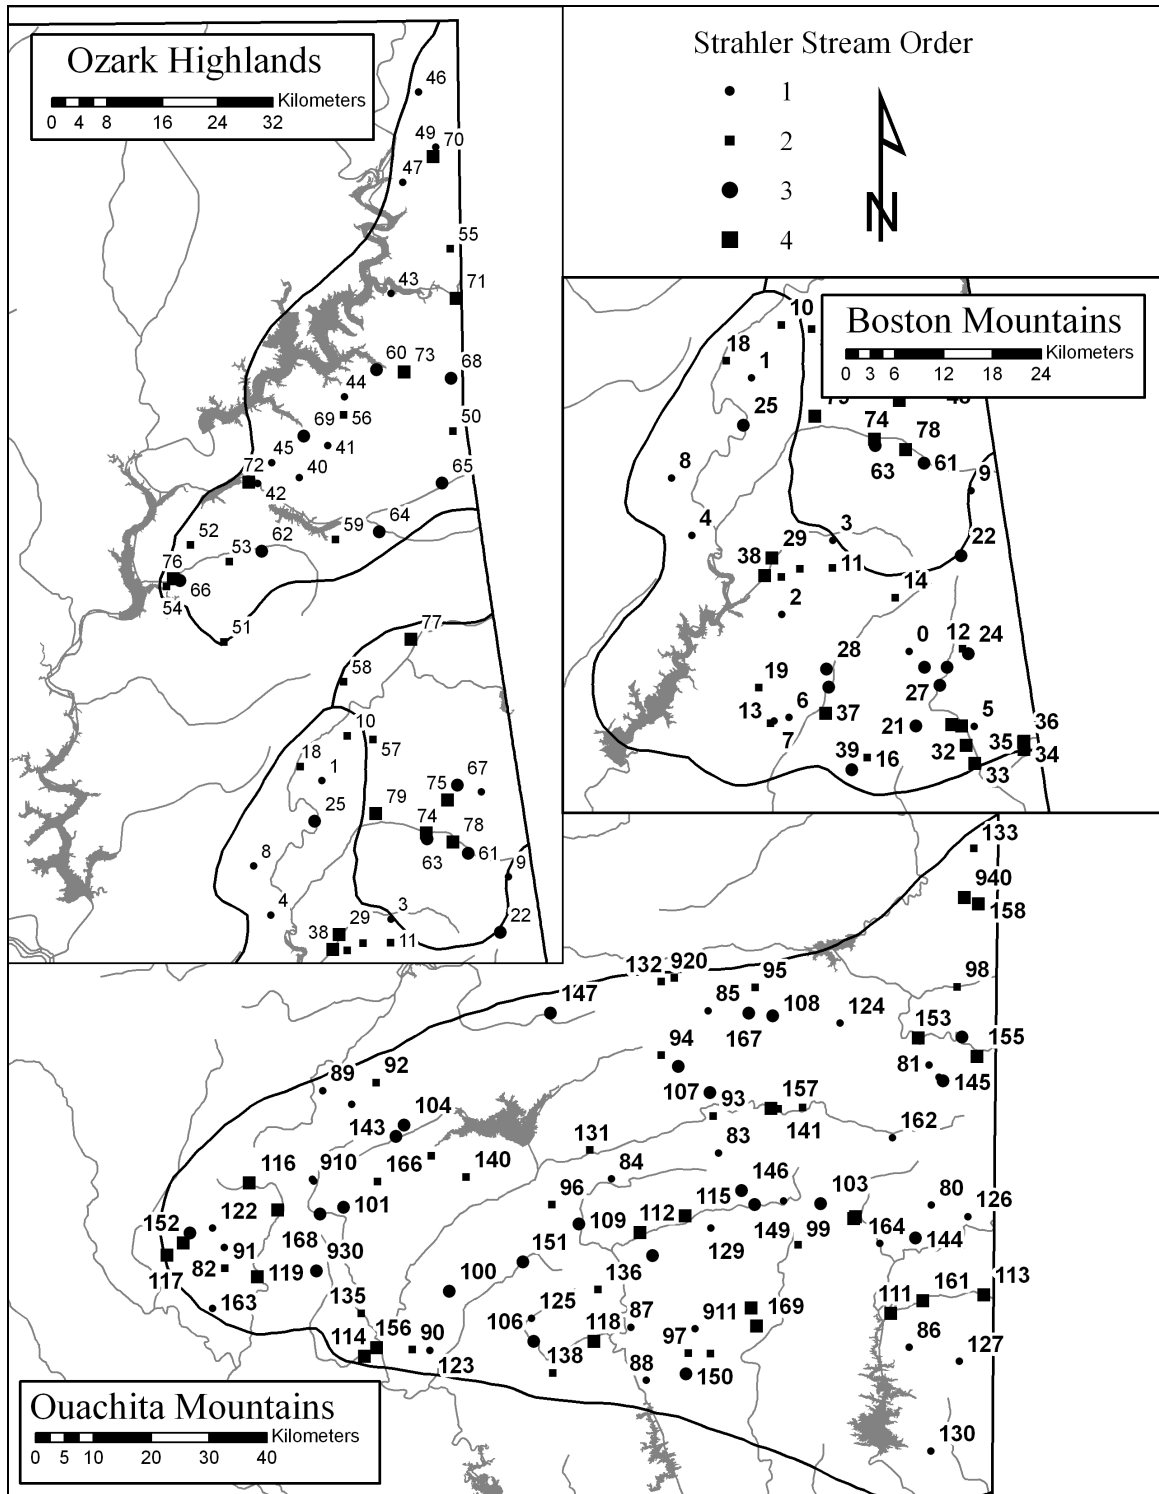 Ozark Highlands
Kilometers
0 4 8 16 24 32
46
49 70
47
55
43 71
60 73 68
44
56 50
69
45 41
72 40 65
42
64
59
52 53 62
76
66
54
51
77
58
10
57
18 1
67
75
25 79
74 78
63 61
8 9
4 3 22
29
38 11
Strahler Stream Order
1
2
3
4
N
Boston Mountains
Kilometers
0 3 6 12 18 24
10
18 1
25
74 78
63 61
8 9
4 3
29 22
38 11
14
2
0 12 24
28
19 27
6
13 37 21 5 36
7 32 35
39 16 34
33
133
940
158
98
132 920 95
147 85 108 124
167 153 155
94 81
145
107
89 92 93 157
141 162
104
143 83
131
116 910 166 140 84
146 103 80 126
101 96 115
122 112
152 109 149 99 164 144
168 129
91 930 151
82 119 136
117 100 113
163 135 161
111
125 911 169
106 87
118 86
114 156 90 97 127
138 88 150
123
130
Ouachita Mountains
Kilometers
0 5 10 20 30 40